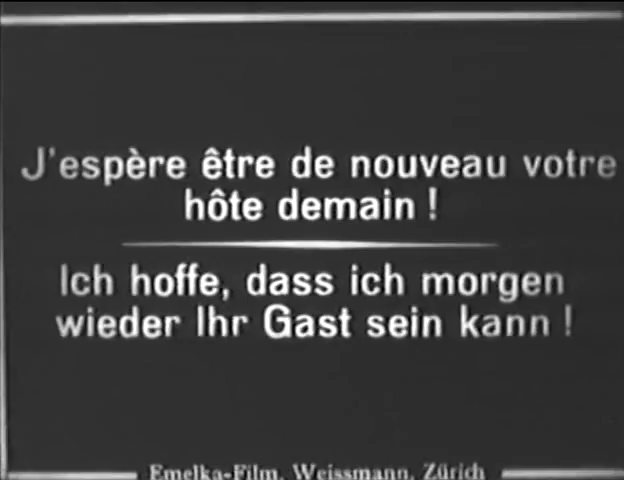 J'espère être de nouveau votre
hôte demain !
Ich hoffe, dass ich morgen
wieder Ihr Gast sein kann !
Emelka-Film, Weissmann, Zürich